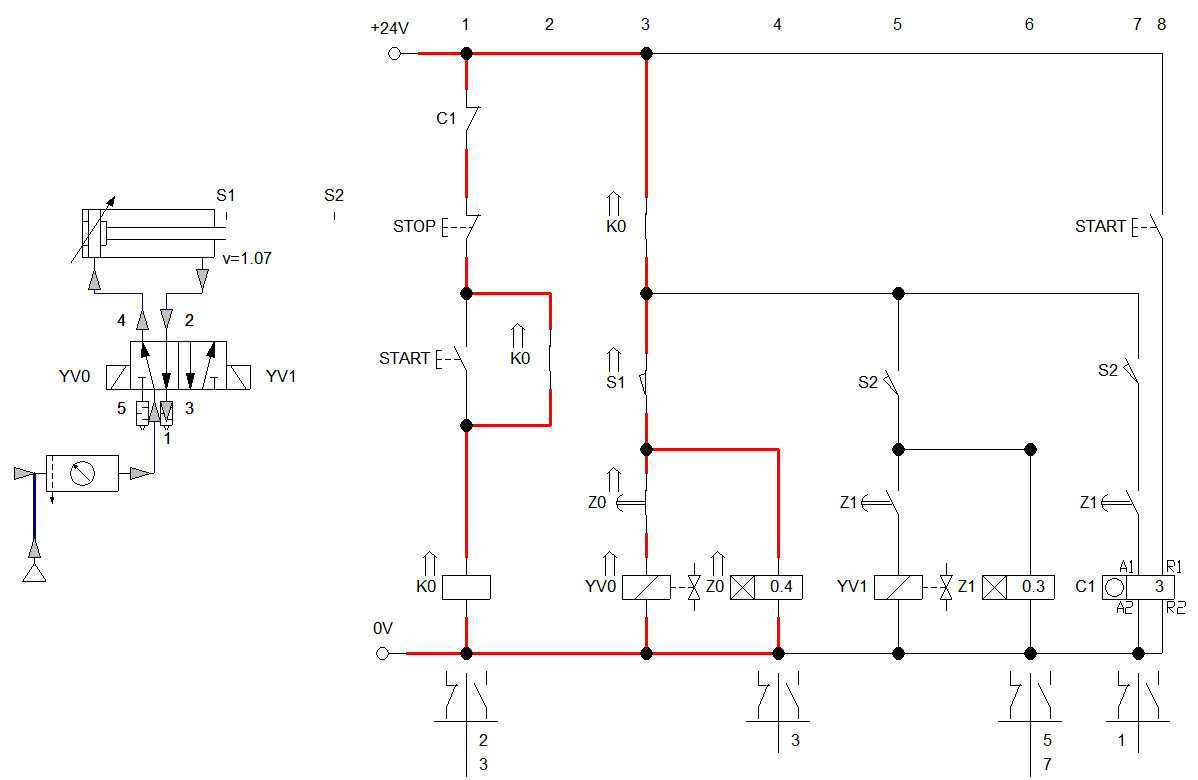 +24V 1 2 3 4 5 6 7 8
C1
S1 S2
STOP K0 START
v=1.07
4 2
START K0 S1 S2 S2
YV0 YV1
5 3
1
Z0 Z1 Z1
A1 R1
K0 YV0 Z0 0.4 YV1 Z1 0.3 C1 3
A2 R2
0V
2 3 5 1
3 7